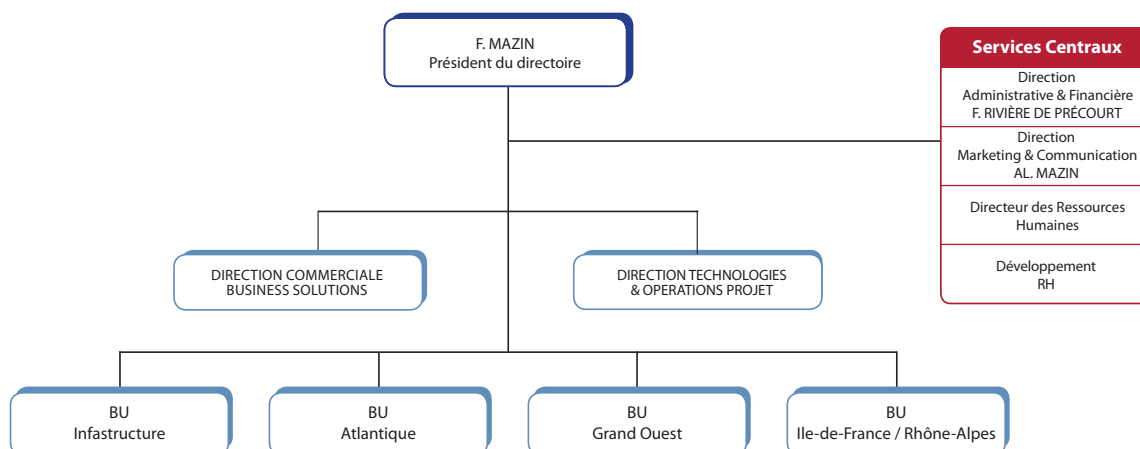 F. MAZIN
Président du directoire
Services Centraux
Direction
Administrative & Financière
F. RIVIÈRE DE PRÉCOURT
Direction
Marketing & Communication
AL. MAZIN
Directeur des Ressources
Humaines
Développement
RH
DIRECTION COMMERCIALE
BUSINESS SOLUTIONS
DIRECTION TECHNOLOGIES
& OPERATIONS PROJET
BU
Infastructure
BU
Atlantique
BU
Grand Ouest
BU
Ile-de-France / Rhône-Alpes